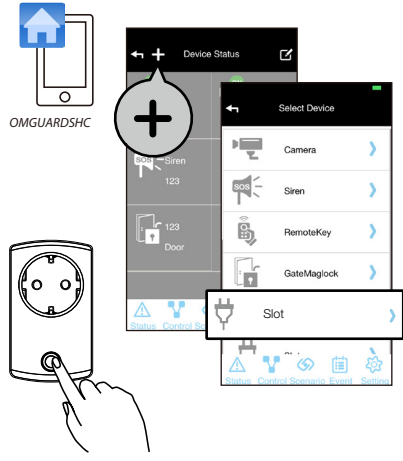 OMGUARDSHC
Device Status
SOS
Siren
123
123
Door
Status Control
Select Device
Camera
SOS
Siren
RemoteKey
GateMaglock
Slot
Status Control Scenario Event Setting